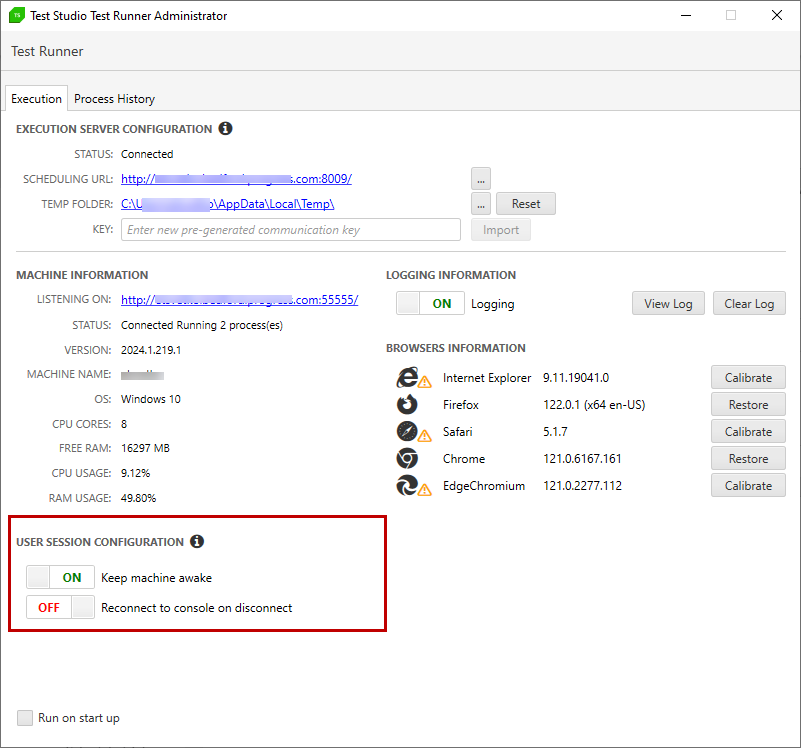 Test Studio Test Runner Administrator
Test Runner
Execution Process History
EXECUTION SERVER CONFIGURATION
STATUS: Connected
SCHEDULING URL: http:// .com:8009/ ...
TEMP FOLDER: C:\U \AppData\Local\Temp\ ... Reset
KEY: Enter new pre-generated communication key Import
MACHINE INFORMATION
LISTENING ON: http:// .com:55555/
STATUS: Connected Running 2 process(es)
VERSION: 2024.1.219.1
MACHINE NAME:
OS: Windows 10
CPU CORES: 8
FREE RAM: 16297 MB
CPU USAGE: 9.12%
RAM USAGE: 49.80%
LOGGING INFORMATION
ON Logging View Log Clear Log
BROWSERS INFORMATION
Internet Explorer 9.11.19041.0 Calibrate
Firefox 122.0.1 (x64 en-US) Restore
Safari 5.1.7 Calibrate
Chrome 121.0.6167.161 Restore
EdgeChromium 121.0.2277.112 Calibrate
USER SESSION CONFIGURATION
ON Keep machine awake
OFF Reconnect to console on disconnect
Run on start up